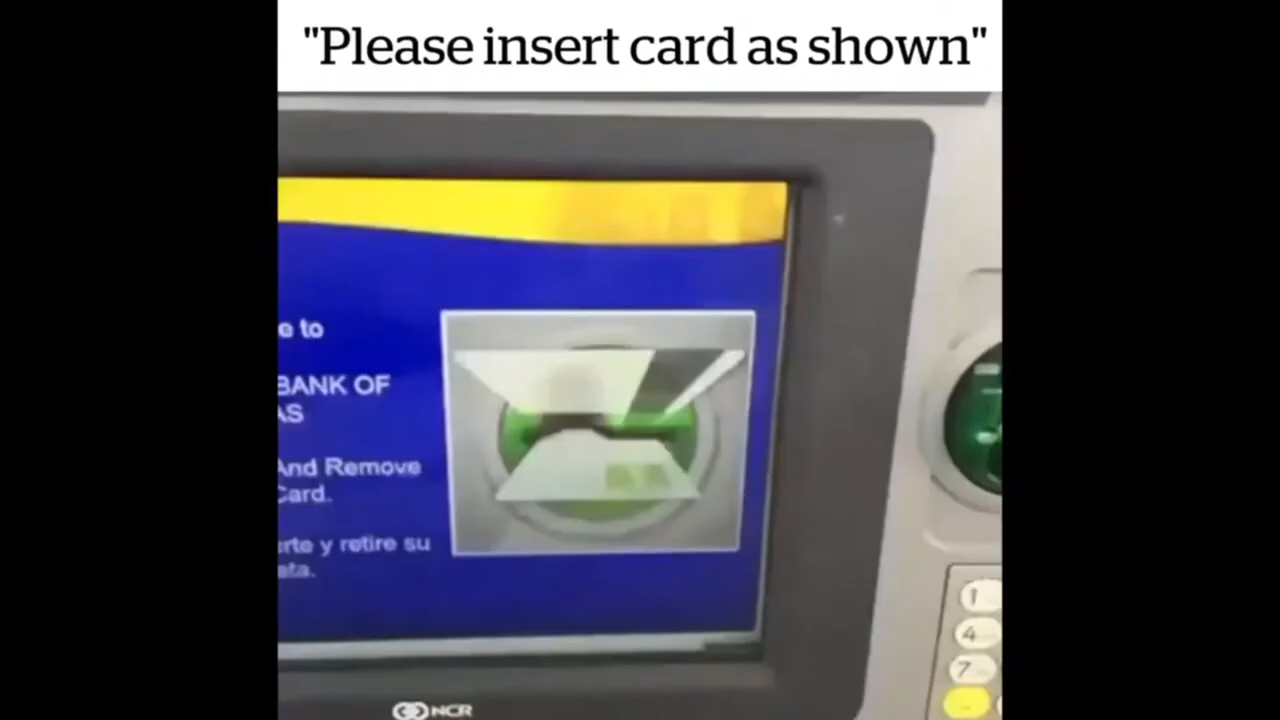 "Please insert card as shown"
e to
BANK OF
AS
And Remove
Card.
erte y retire su
eta.
1
4
7
NCR